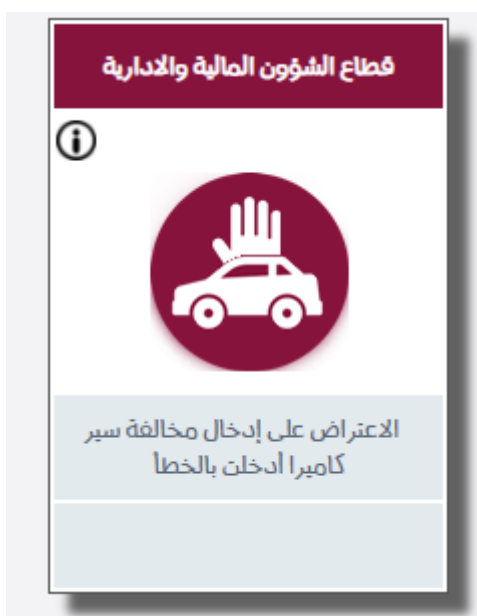 قطاع الشؤون المالية والادارية
الاعتراض على إدخال مخالفة سير
كاميرا أدخلت بالخطأ